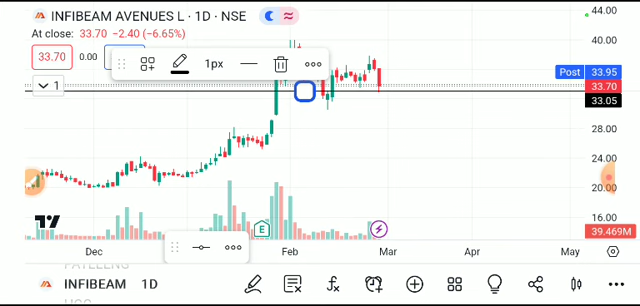 INFIBEAM AVENUES L · 1D · NSE
At close: 33.70 −2.40 (−6.65%)
33.70 0.00
1px
1
44.00
40.00
Post 33.95
33.70
33.05
28.00
24.00
20.00
16.00
39.469M
E
Dec Feb Mar Apr May
INFIBEAM 1D